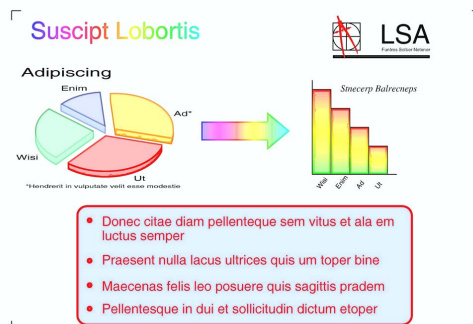 Suscipt Lobortis
LSA
Adipiscing
Enim
Ad*
Wisi
Ut
*Hendrerit in vulputate velit esse modestie
Stnecerp Balrecneps
Wisi
Enim
Ad
Ut
Donec citae diam pellenteque sem vitus et ala em
luctus semper
Praesent nulla lacus ultrices quis um toper bine
Maecenas felis leo posuere quis sagittis pradem
Pellentesque in dui et sollicitudin dictum etoper